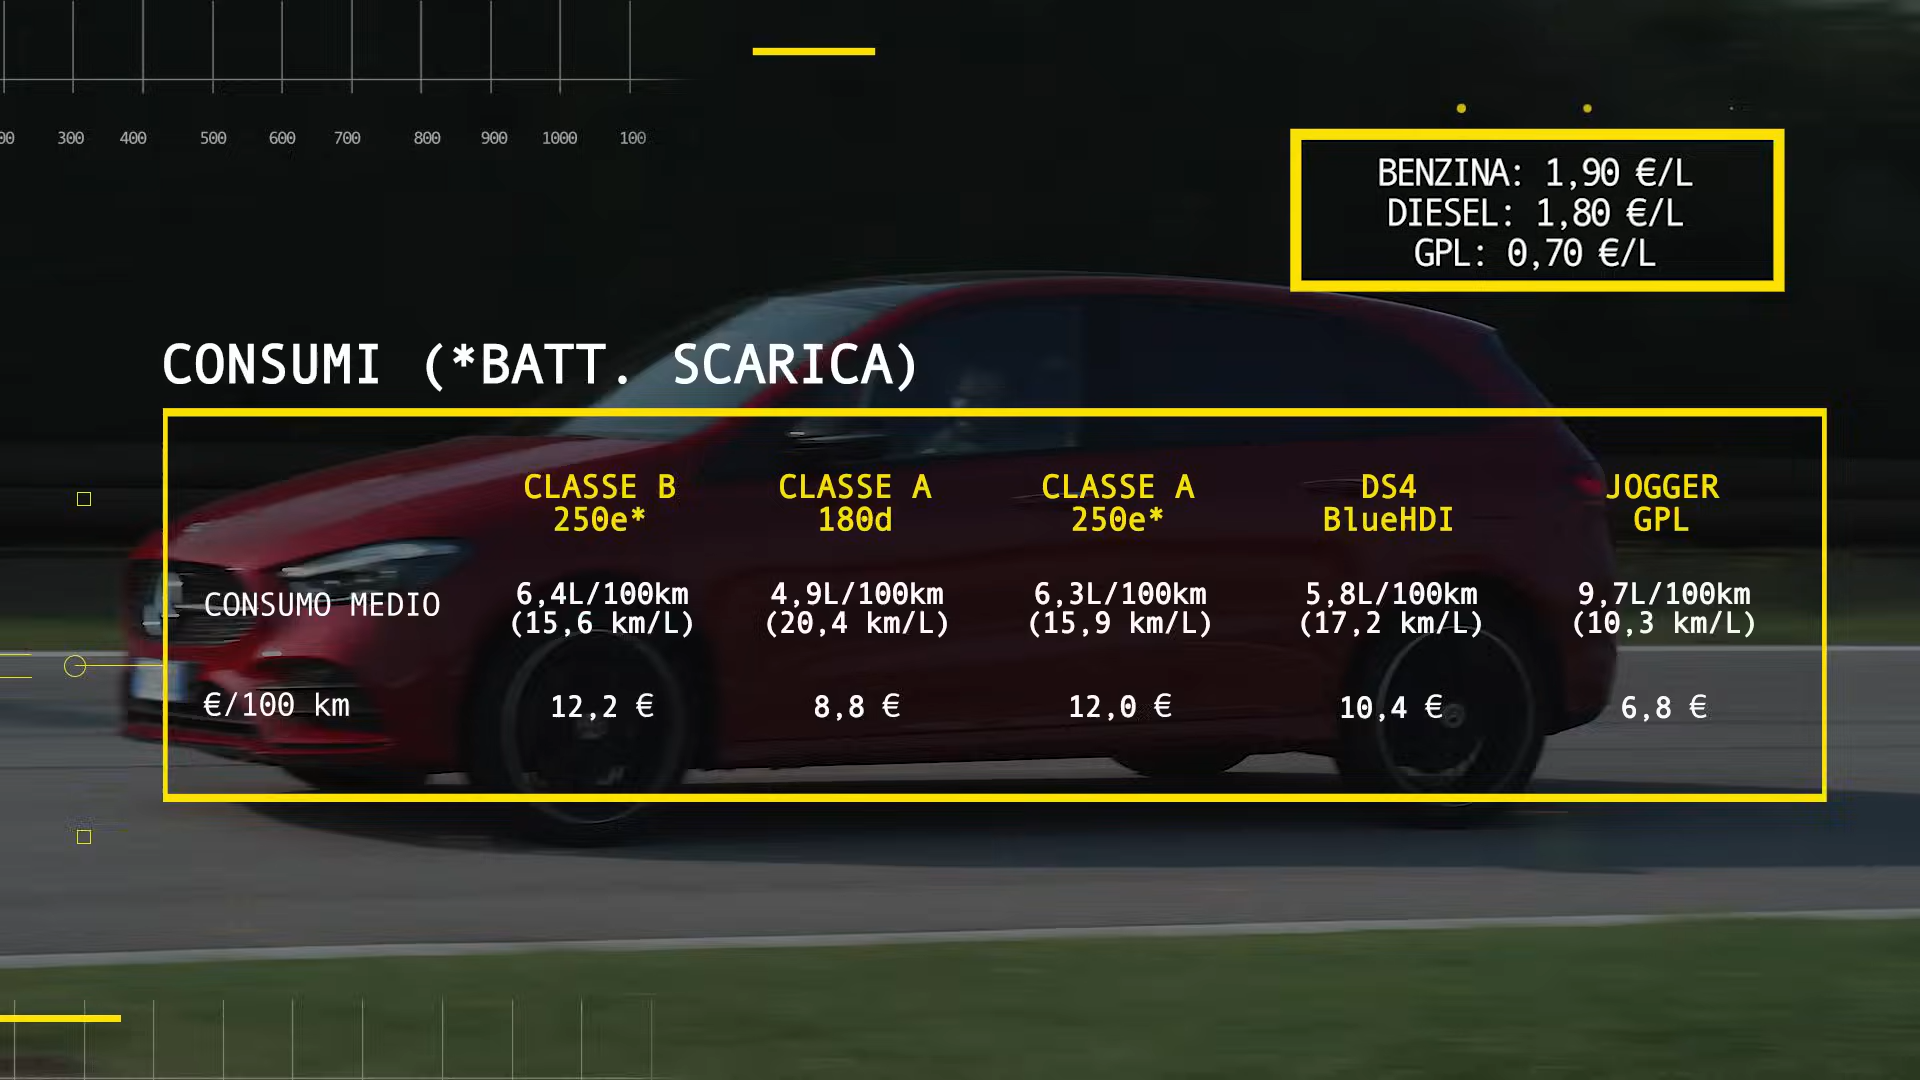 300 400 500 600 700 800 900 1000 100
BENZINA: 1,90 €/L
DIESEL: 1,80 €/L
GPL: 0,70 €/L
CONSUMI (*BATT. SCARICA)
CLASSE B CLASSE A CLASSE A DS4 JOGGER
250e* 180d 250e* BlueHDI GPL
CONSUMO MEDIO 6,4L/100km 4,9L/100km 6,3L/100km 5,8L/100km 9,7L/100km
(15,6 km/L) (20,4 km/L) (15,9 km/L) (17,2 km/L) (10,3 km/L)
€/100 km 12,2 € 8,8 € 12,0 € 10,4 € 6,8 €